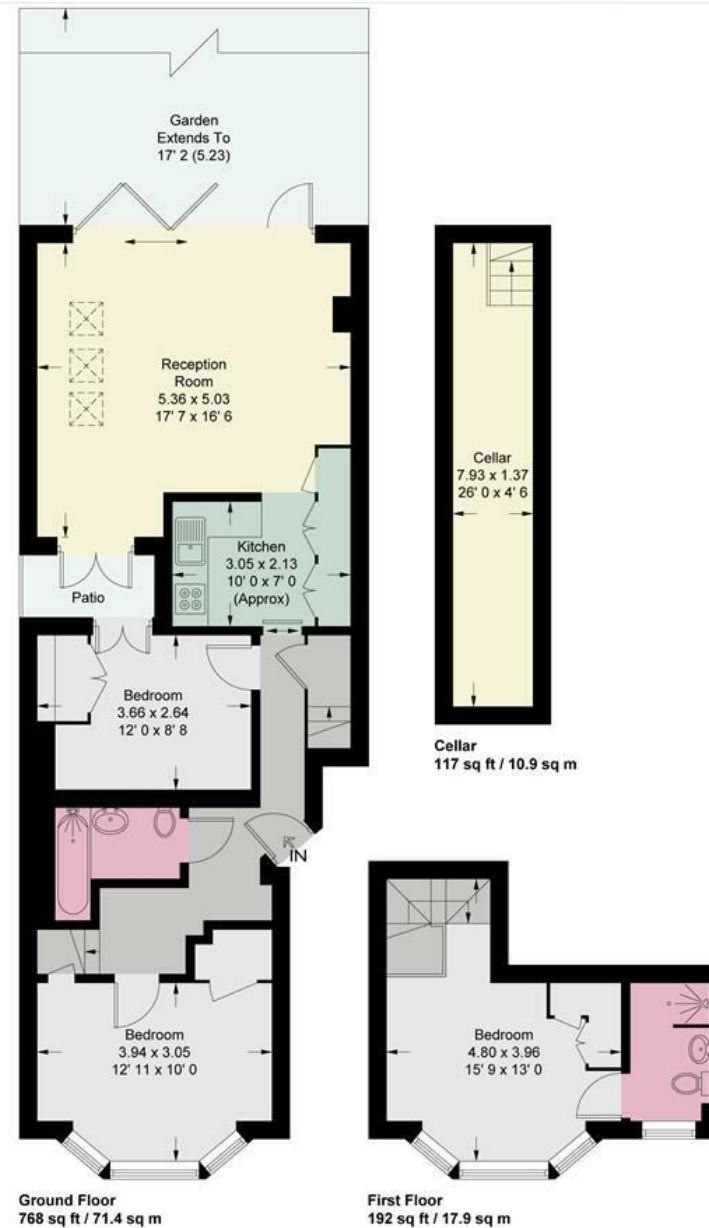 Garden
Extends To
17' 2 (5.23)
Reception
Room
5.36 x 5.03
17' 7 x 16' 6
Kitchen
3.05 x 2.13
10' 0 x 7' 0
(Approx)
Patio
Bedroom
3.66 x 2.64
12' 0 x 8' 8
IN
Bedroom
3.94 x 3.05
12' 11 x 10' 0
Ground Floor
768 sq ft / 71.4 sq m
Cellar
7.93 x 1.37
26' 0 x 4' 6
Cellar
117 sq ft / 10.9 sq m
Bedroom
4.80 x 3.96
15' 9 x 13' 0
First Floor
192 sq ft / 17.9 sq m